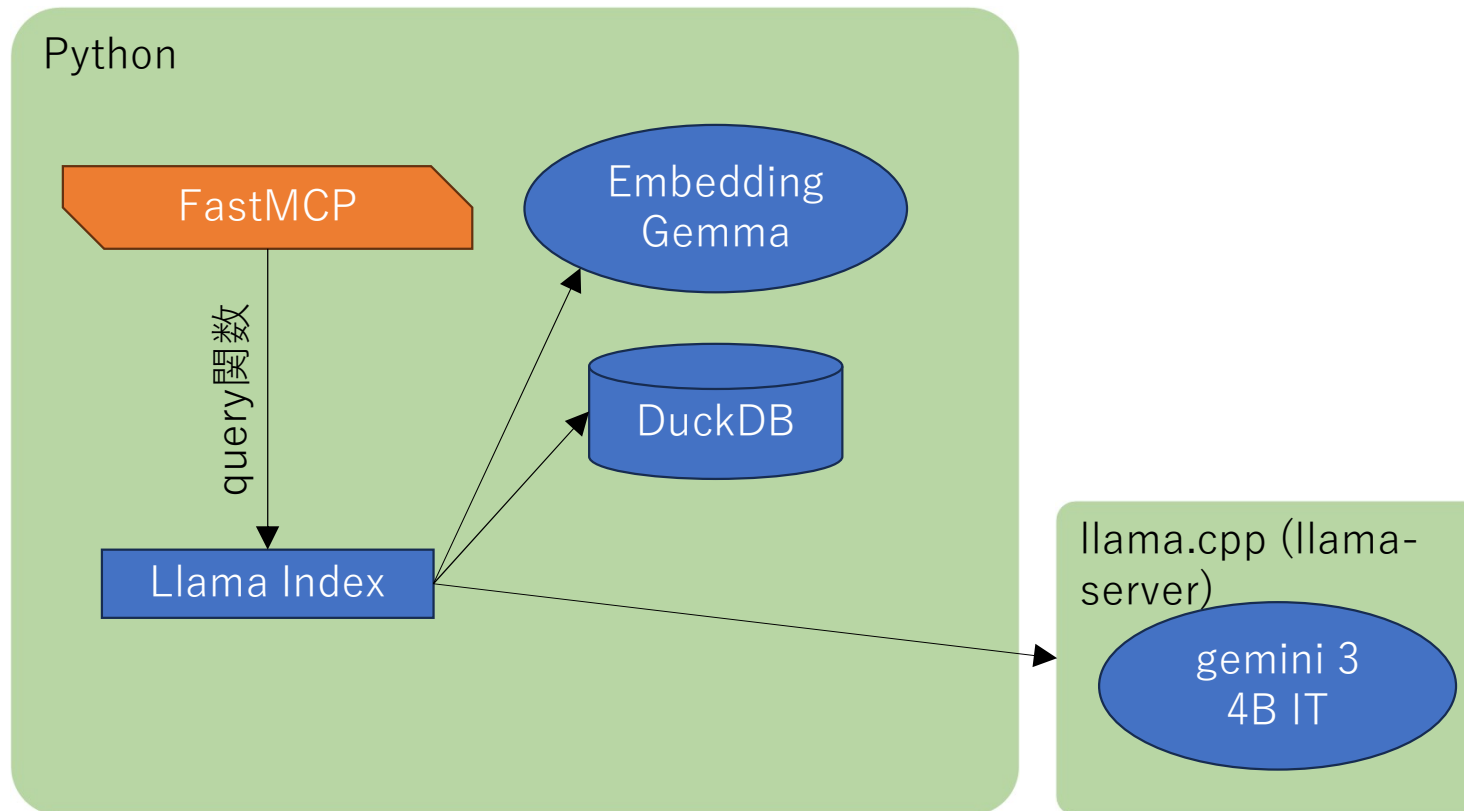 Python
FastMCP
Embedding
Gemma
query関数
DuckDB
Llama Index
llama.cpp (llama-
server)
gemini 3
4B IT